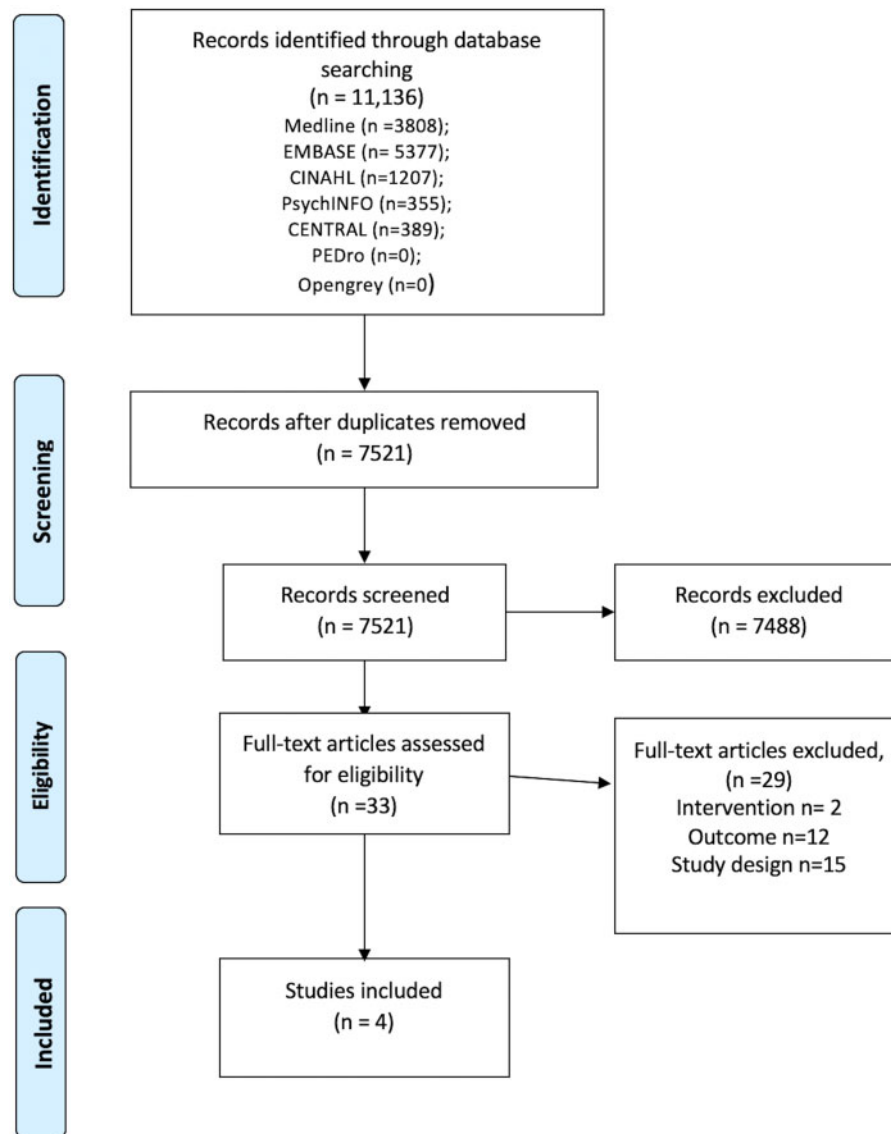 Identification
Records identified through database
searching
(n = 11,136)
Medline (n =3808);
EMBASE (n= 5377);
CINAHL (n=1207);
PsychINFO (n=355);
CENTRAL (n=389);
PEDro (n=0);
Opengrey (n=0)
Screening
Records after duplicates removed
(n = 7521)
Records screened
(n = 7521)
Records excluded
(n = 7488)
Eligibility
Full-text articles assessed
for eligibility
(n =33)
Full-text articles excluded,
(n =29)
Intervention n= 2
Outcome n=12
Study design n=15
Included
Studies included
(n = 4)